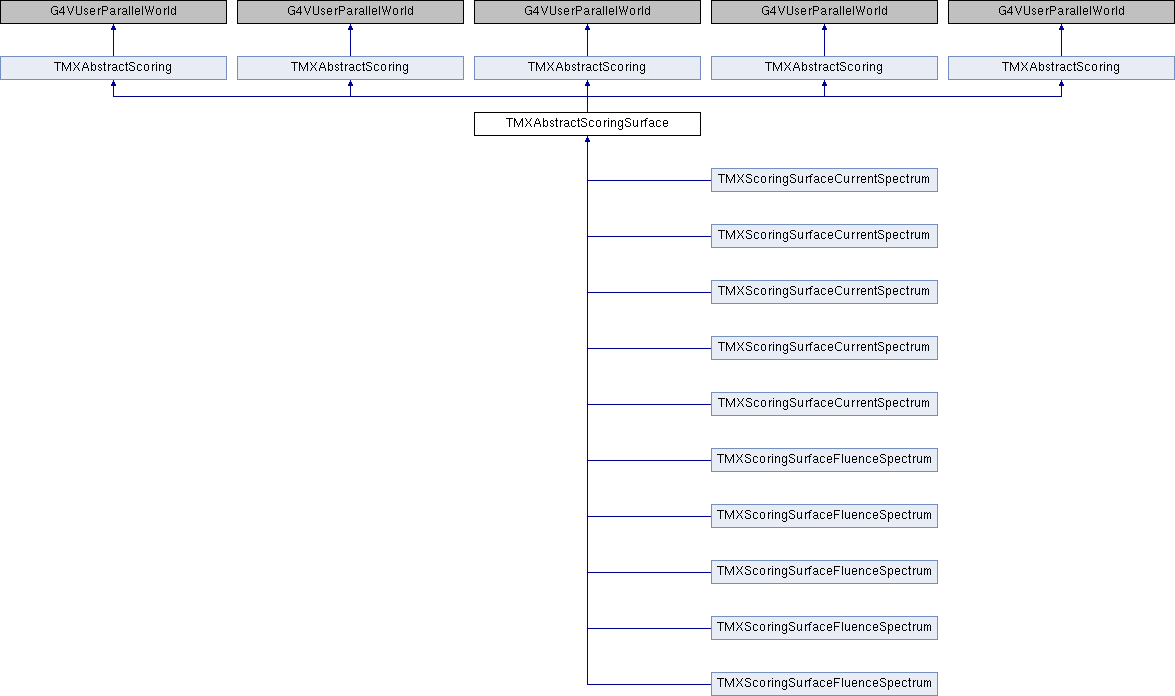 G4VUserParallelWorld G4VUserParallelWorld G4VUserParallelWorld G4VUserParallelWorld G4VUserParallelWorld
TMXAbstractScoring TMXAbstractScoring TMXAbstractScoring TMXAbstractScoring TMXAbstractScoring
TMXAbstractScoringSurface
TMXScoringSurfaceCurrentSpectrum
TMXScoringSurfaceCurrentSpectrum
TMXScoringSurfaceCurrentSpectrum
TMXScoringSurfaceCurrentSpectrum
TMXScoringSurfaceCurrentSpectrum
TMXScoringSurfaceFluenceSpectrum
TMXScoringSurfaceFluenceSpectrum
TMXScoringSurfaceFluenceSpectrum
TMXScoringSurfaceFluenceSpectrum
TMXScoringSurfaceFluenceSpectrum